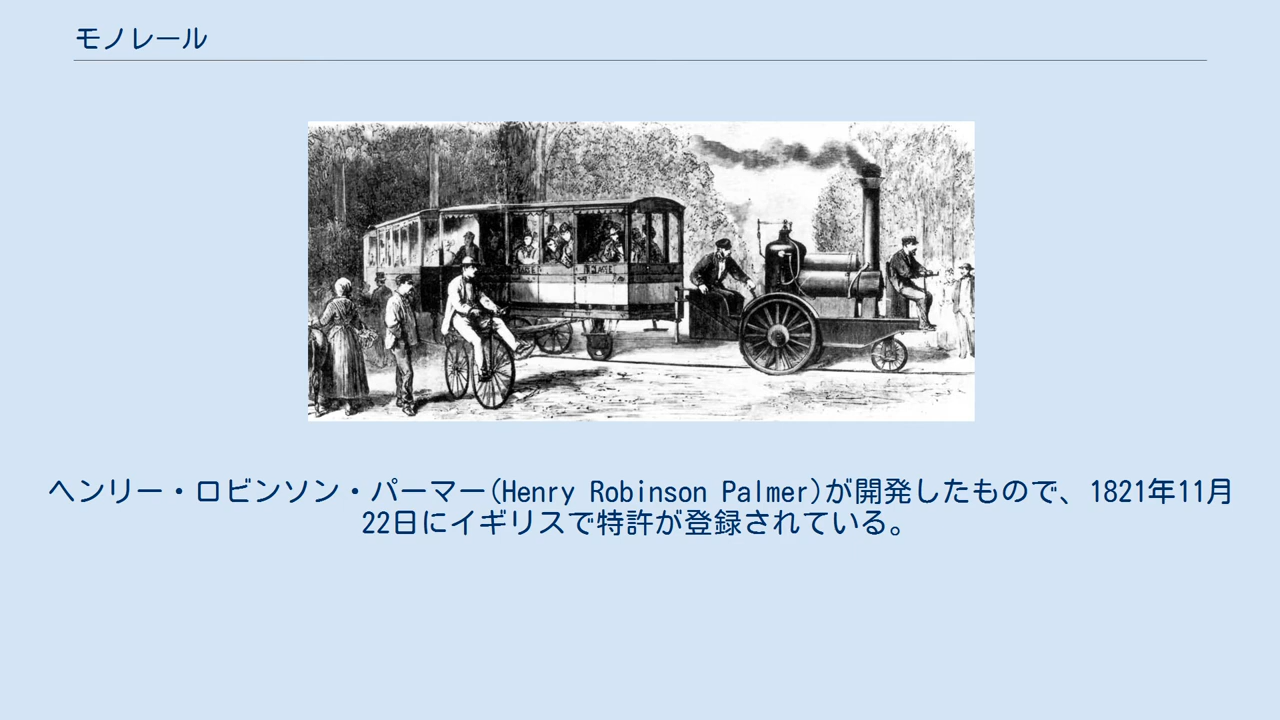 モノレール
ヘンリー・ロビンソン・パーマー(Henry Robinson Palmer)が開発したもので、1821年11月
22日にイギリスで特許が登録されている。